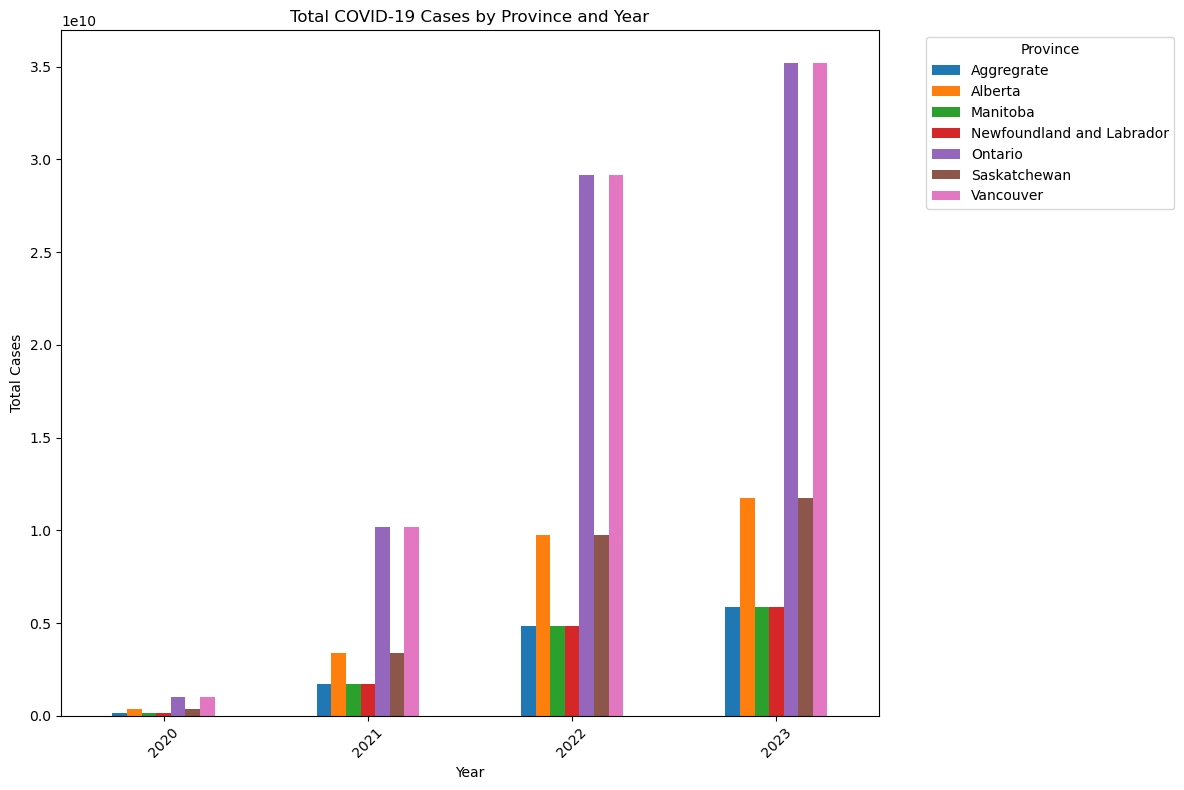 Total COVID-19 Cases by Province and Year
1e10
3.5
3.0
2.5
2.0
1.5
1.0
0.5
0.0
Total Cases
2020
2021
2022
2023
Year
Province
Aggregrate
Alberta
Manitoba
Newfoundland and Labrador
Ontario
Saskatchewan
Vancouver